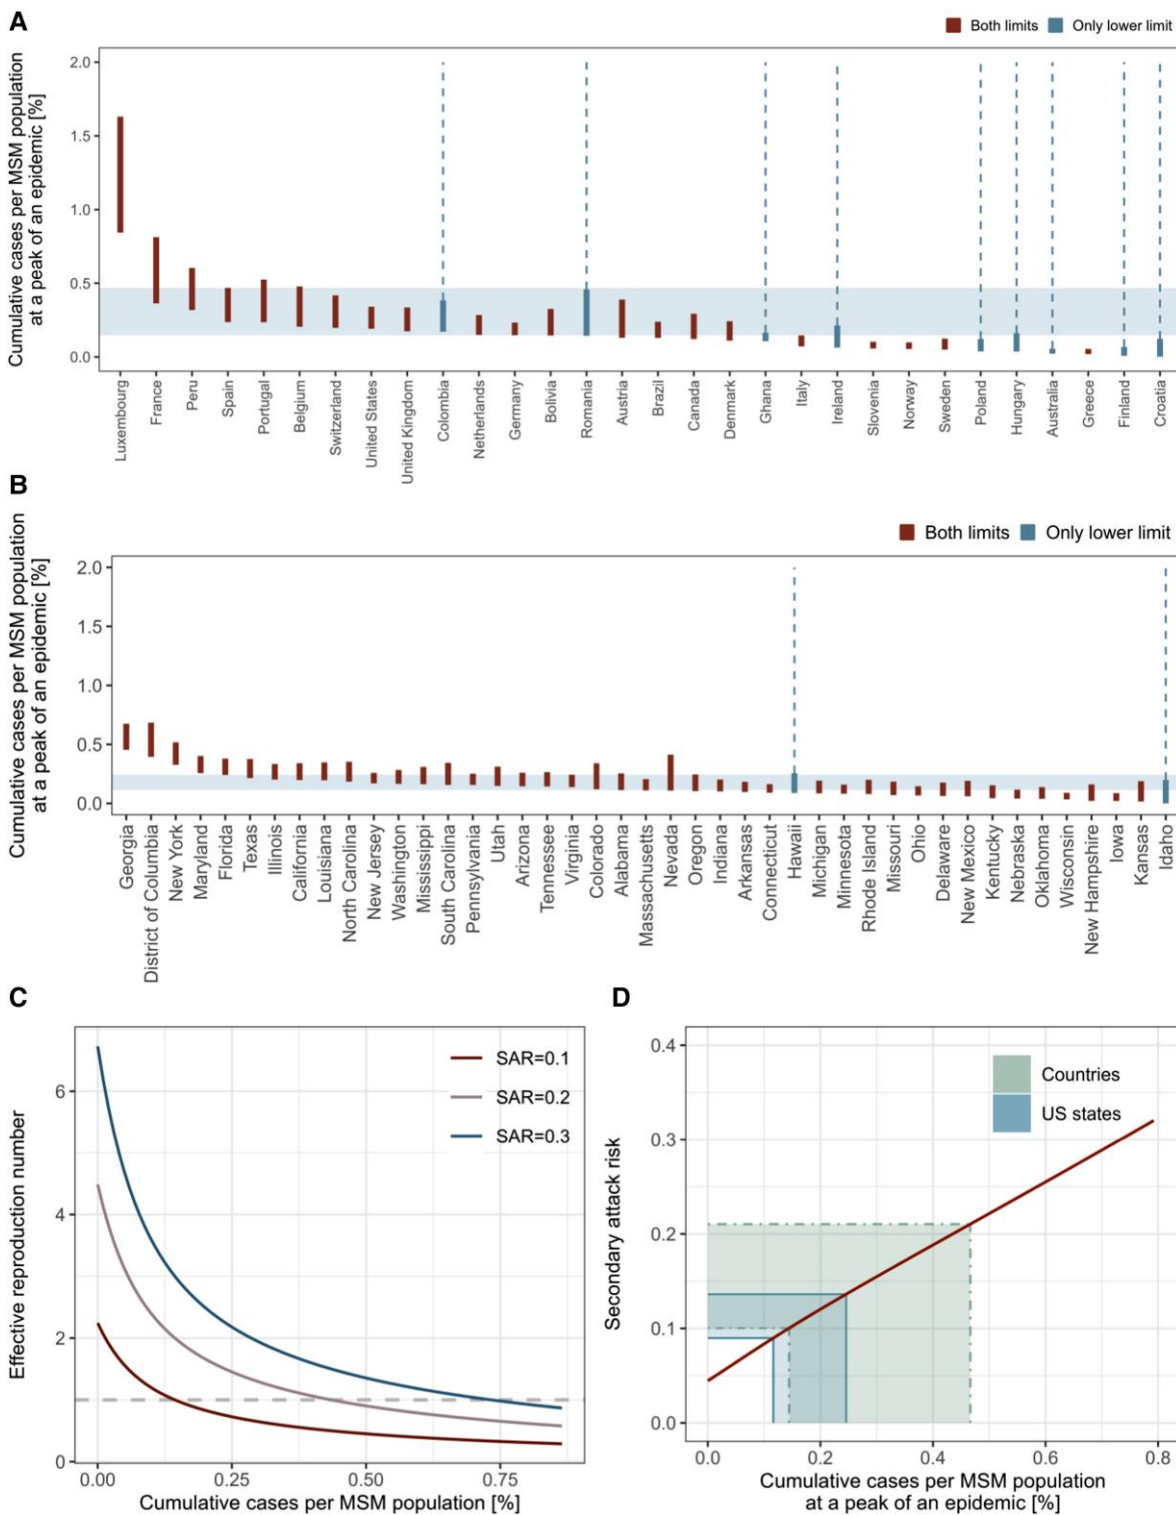 A
Both limits Only lower limit
Cumulative cases per MSM population
at a peak of an epidemic [%]
2.0
1.5
1.0
0.5
0.0
Luxembourg
France
Peru
Spain
Portugal
Belgium
Switzerland
United States
United Kingdom
Colombia
Netherlands
Germany
Bolivia
Romania
Austria
Brazil
Canada
Denmark
Ghana
Italy
Ireland
Slovenia
Norway
Sweden
Poland
Hungary
Australia
Greece
Finland
Croatia
B
Both limits Only lower limit
Cumulative cases per MSM population
at a peak of an epidemic [%]
2.0
1.5
1.0
0.5
0.0
Georgia
District of Columbia
New York
Maryland
Florida
Texas
Illinois
California
Louisiana
North Carolina
New Jersey
Washington
Mississippi
South Carolina
Pennsylvania
Utah
Arizona
Tennessee
Virginia
Colorado
Alabama
Massachusetts
Nevada
Oregon
Indiana
Arkansas
Connecticut
Hawaii
Michigan
Minnesota
Rhode Island
Missouri
Ohio
Delaware
New Mexico
Kentucky
Nebraska
Oklahoma
Wisconsin
New Hampshire
Iowa
Kansas
Idaho
C
Effective reproduction number
6
4
2
0
SAR=0.1
SAR=0.2
SAR=0.3
0.00 0.25 0.50 0.75
Cumulative cases per MSM population [%]
D
Secondary attack risk
0.4
0.3
0.2
0.1
0.0
Countries
US states
0.0 0.2 0.4 0.6 0.8
Cumulative cases per MSM population
at a peak of an epidemic [%]